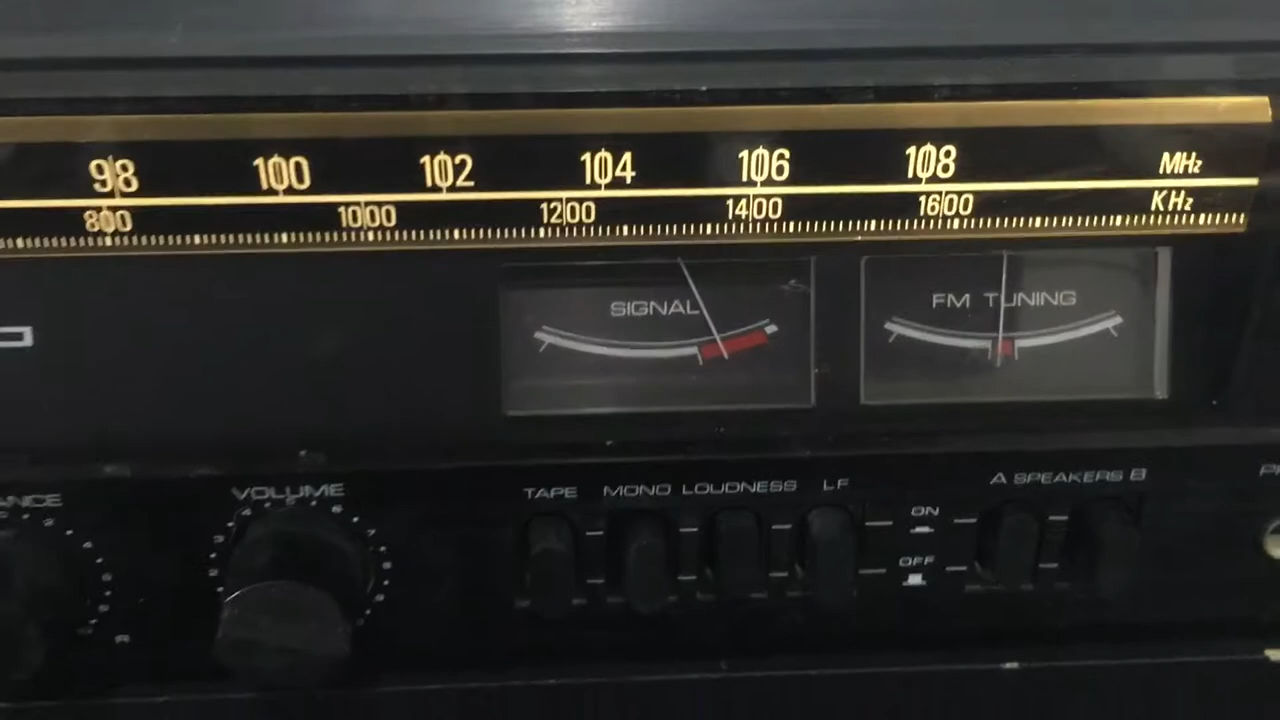 98 100 102 104 106 108 MHz
800 1000 1200 1400 1600 KHz
SIGNAL FM TUNING
VOLUME TAPE MONO LOUDNESS LF A SPEAKERS B
ON
OFF